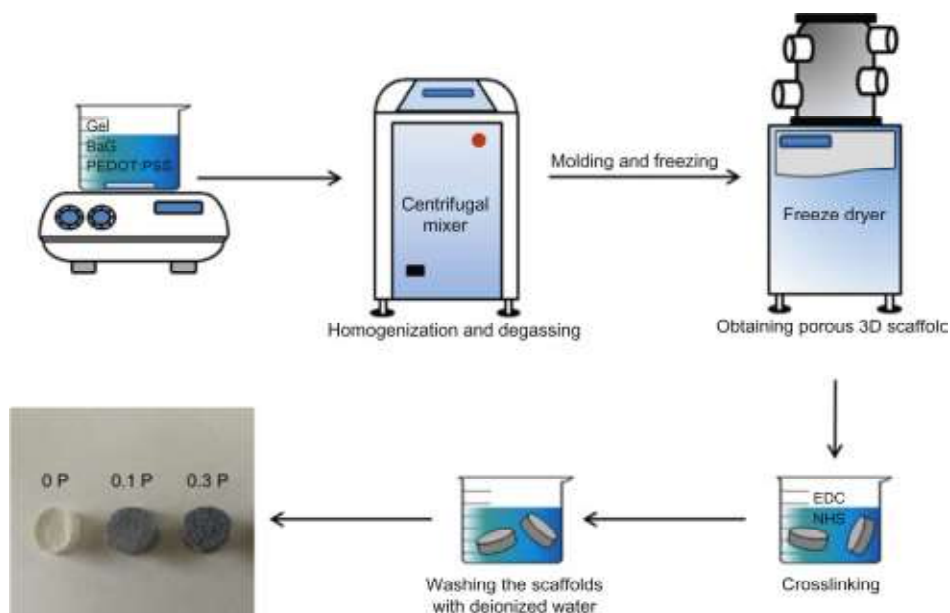 Gel
BaG
PEDOT:PSS
Centrifugal
mixer
Homogenization and degassing
Molding and freezing
Freeze dryer
Obtaining porous 3D scaffold
EDC
NHS
Crosslinking
Washing the scaffolds
with deionized water
0 P 0.1 P 0.3 P